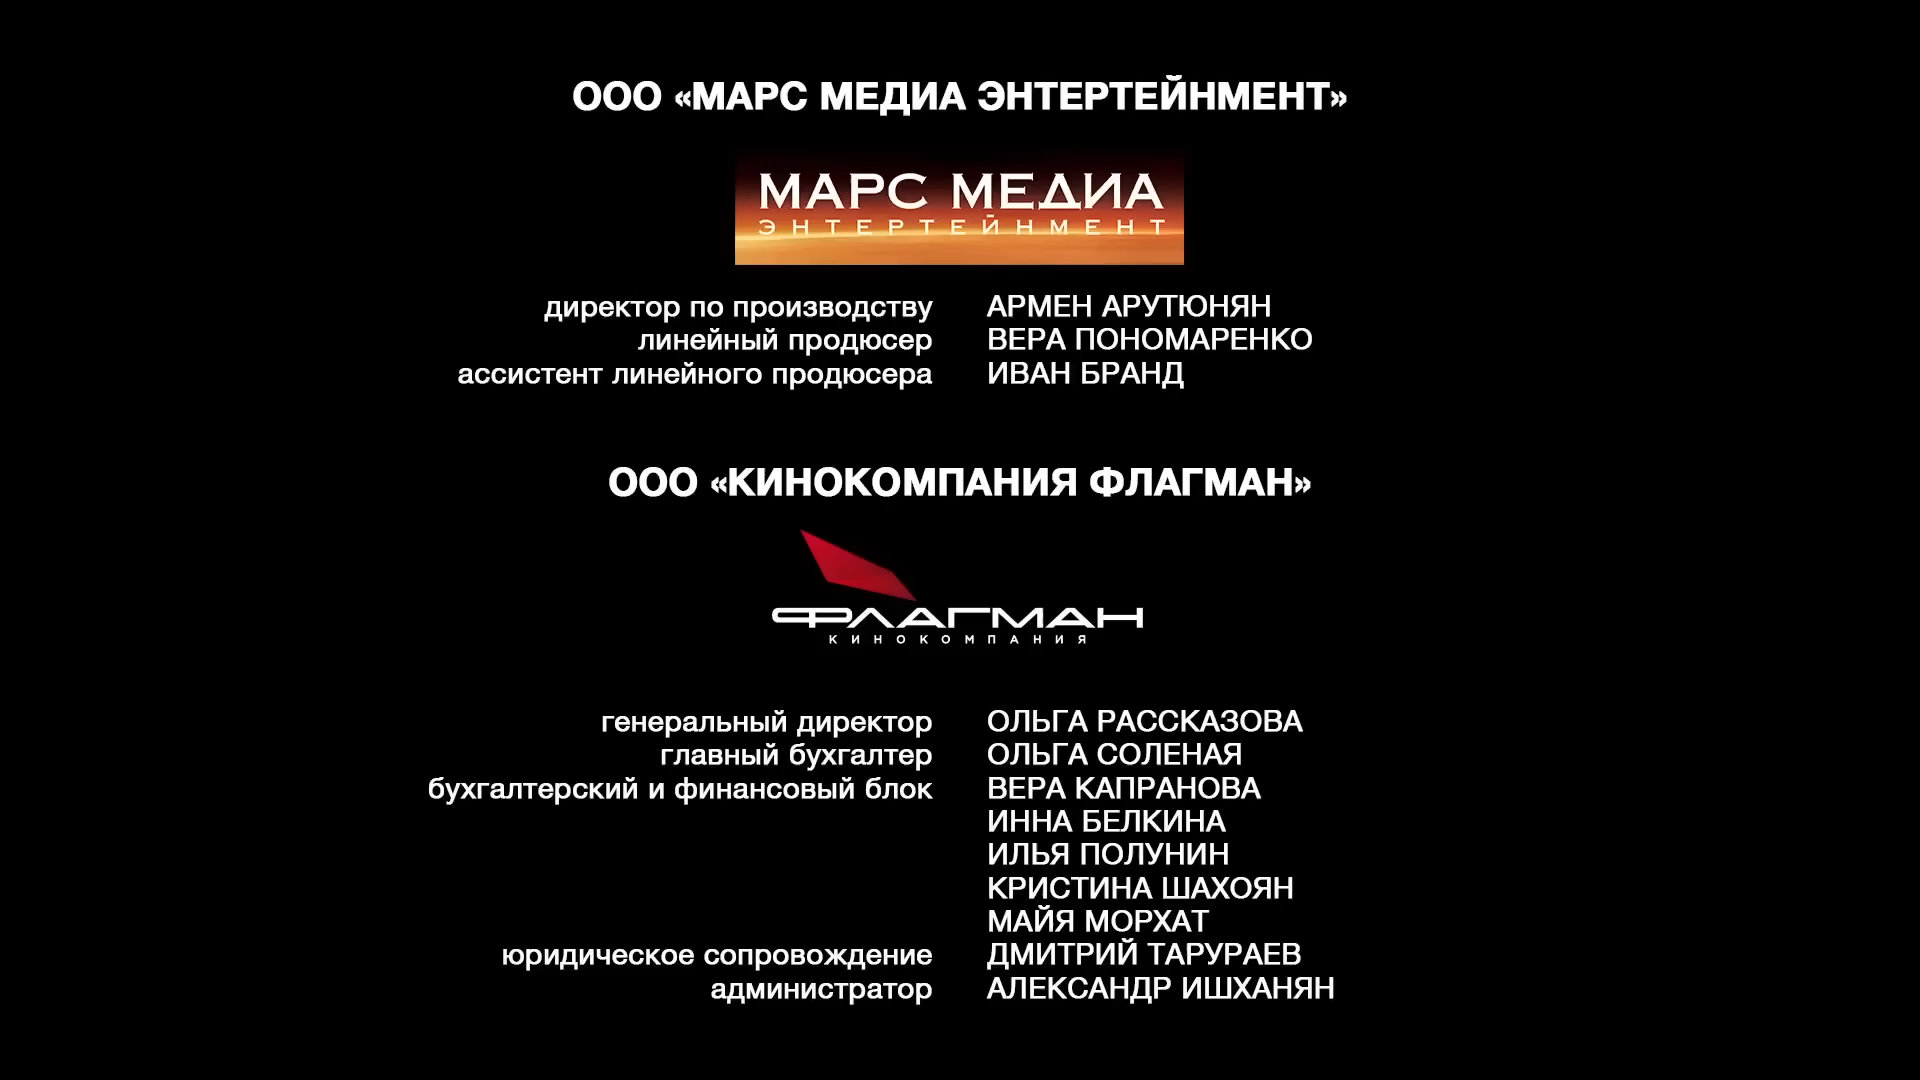 ООО «МАРС МЕДИА ЭНТЕРТЕЙНМЕНТ»
МАРС МЕДИА
ЭНТЕРТЕЙНМЕНТ
директор по производству АРМЕН АРУТЮНЯН
линейный продюсер ВЕРА ПОНОМАРЕНКО
ассистент линейного продюсера ИВАН БРАНД
ООО «КИНОКОМПАНИЯ ФЛАГМАН»
ФЛАГМАН
КИНОКОМПАНИЯ
генеральный директор ОЛЬГА РАССКАЗОВА
главный бухгалтер ОЛЬГА СОЛЕНАЯ
бухгалтерский и финансовый блок ВЕРА КАПРАНОВА
ИННА БЕЛКИНА
ИЛЬЯ ПОЛУНИН
КРИСТИНА ШАХОЯН
МАЙЯ МОРХАТ
юридическое сопровождение ДМИТРИЙ ТАРУРАЕВ
администратор АЛЕКСАНДР ИШХАНЯН